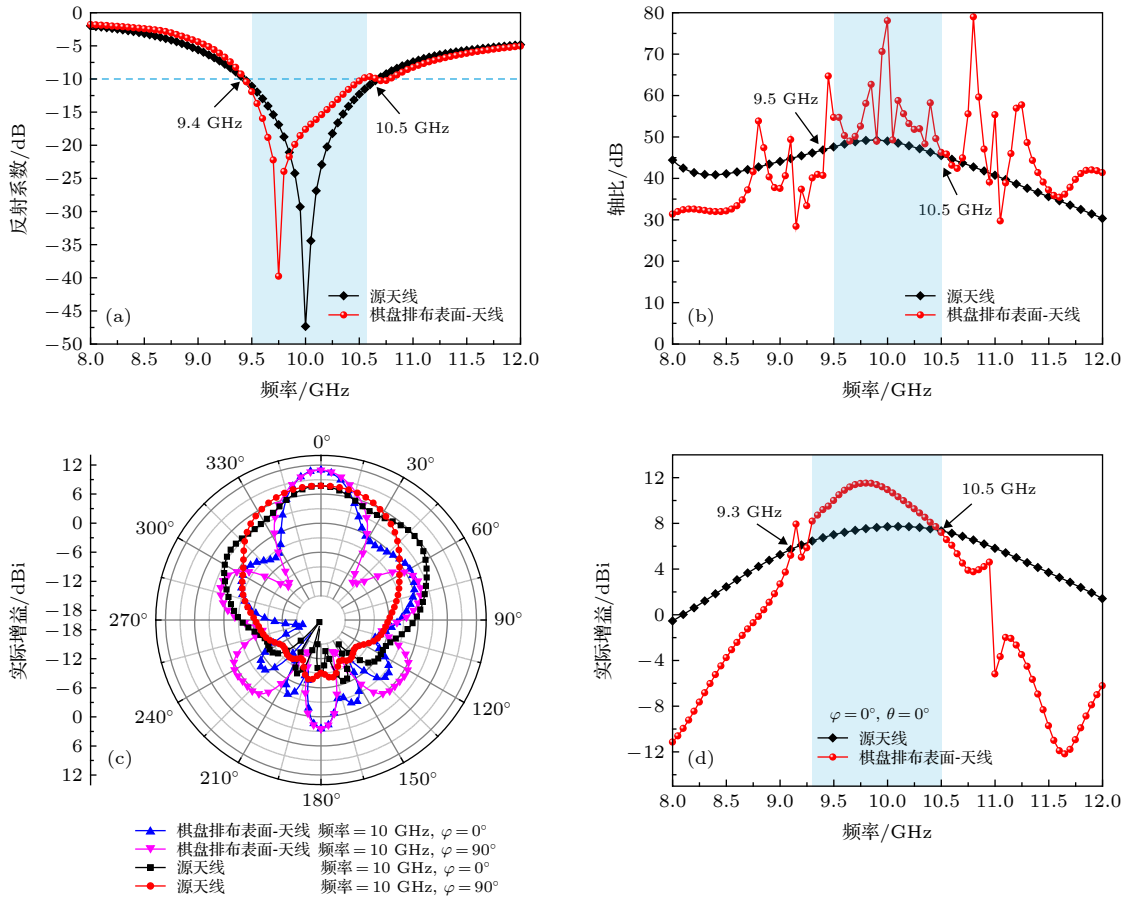 0
−5
−10
−15
−20
−25
−30
−35
−40
−45
−50
反射系数/dB
9.4 GHz
10.5 GHz
源天线
棋盘排布表面-天线
(a)
8.0 8.5 9.0 9.5 10.0 10.5 11.0 11.5 12.0
频率/GHz
80
70
60
50
40
30
20
10
0
轴比/dB
9.5 GHz
10.5 GHz
源天线
棋盘排布表面-天线
(b)
8.0 8.5 9.0 9.5 10.0 10.5 11.0 11.5 12.0
频率/GHz
12
6
0
−6
−12
−18
−18
−12
−6
0
6
12
实际增益/dBi
(c)
0°
30°
60°
90°
120°
150°
180°
210°
240°
270°
300°
330°
棋盘排布表面-天线 频率=10 GHz, φ=0°
棋盘排布表面-天线 频率=10 GHz, φ=90°
源天线 频率=10 GHz, φ=0°
源天线 频率=10 GHz, φ=90°
12
8
4
0
−4
−8
−12
实际增益/dBi
9.3 GHz
10.5 GHz
φ=0°, θ=0°
源天线
棋盘排布表面-天线
(d)
8.0 8.5 9.0 9.5 10.0 10.5 11.0 11.5 12.0
频率/GHz